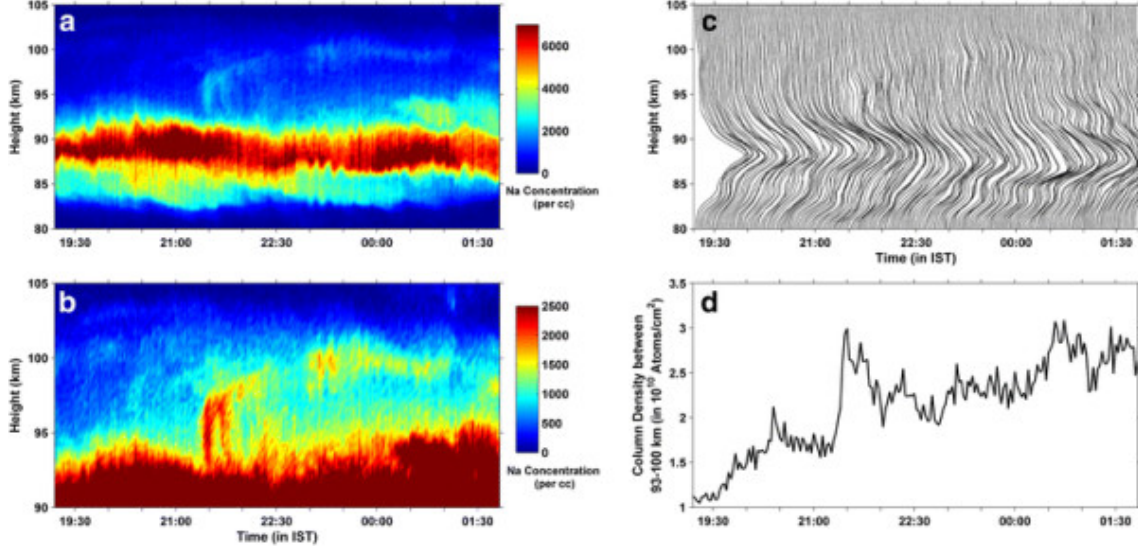 a
105
100
95
90
85
80
Height (km)
19:30 21:00 22:30 00:00 01:30
6000
4000
2000
0
Na Concentration
(per cc)
b
105
100
95
90
Height (km)
19:30 21:00 22:30 00:00 01:30
Time (in IST)
2500
2000
1500
1000
500
0
Na Concentration
(per cc)
c
105
100
95
90
85
80
Height (km)
19:30 21:00 22:30 00:00 01:30
Time (in IST)
d
3.5
3
2.5
2
1.5
1
Column Density between
93-100 km (in 10^10 Atoms/cm^2)
19:30 21:00 22:30 00:00 01:30